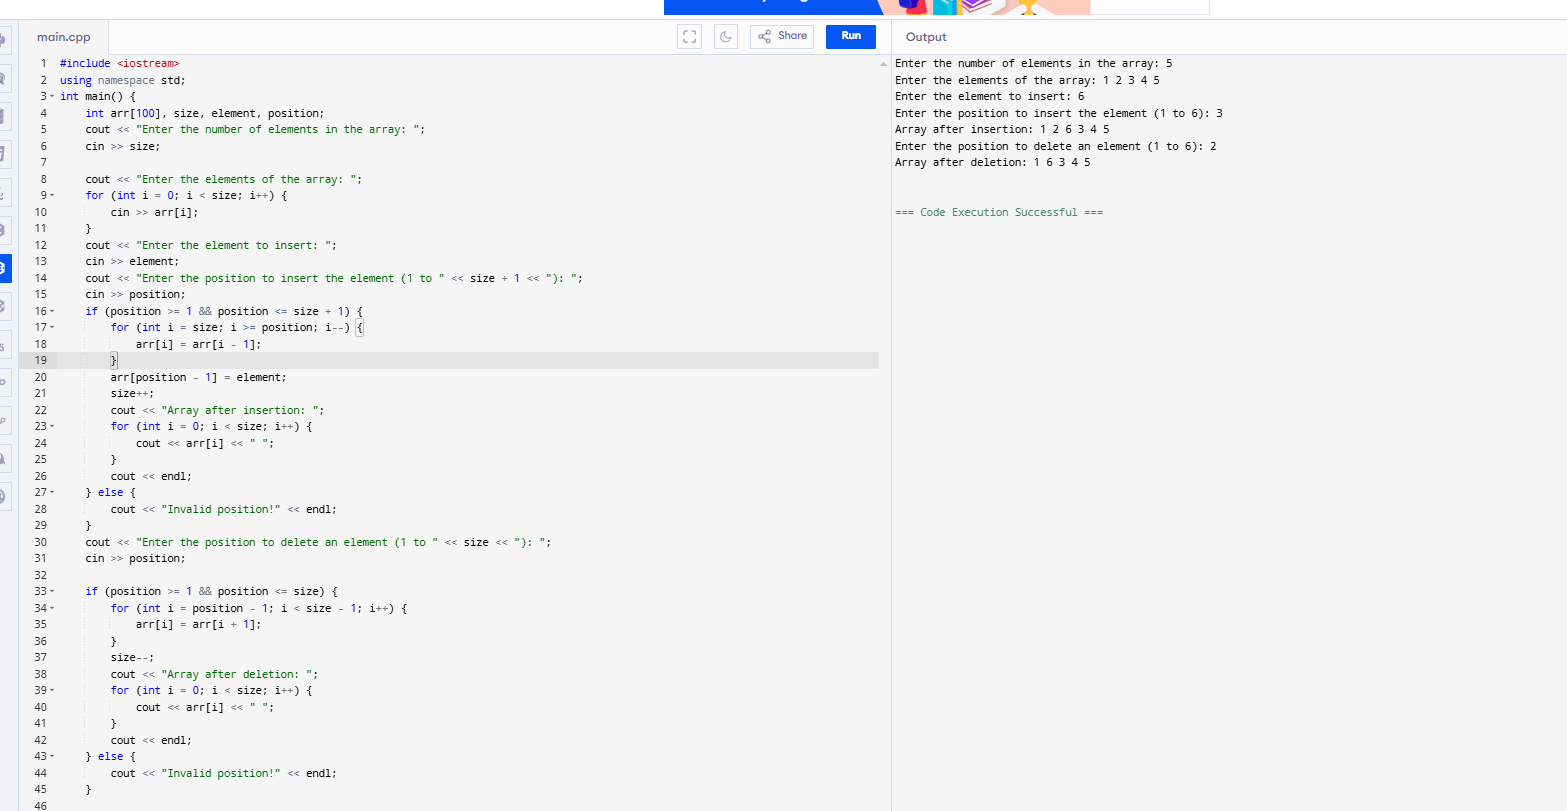 main.cpp
Share
Run
Output
1 #include <iostream>
2 using namespace std;
3 int main() {
4     int arr[100], size, element, position;
5     cout << "Enter the number of elements in the array: ";
6     cin >> size;
7
8     cout << "Enter the elements of the array: ";
9     for (int i = 0; i < size; i++) {
10         cin >> arr[i];
11     }
12     cout << "Enter the element to insert: ";
13     cin >> element;
14     cout << "Enter the position to insert the element (1 to " << size + 1 << "): ";
15     cin >> position;
16     if (position >= 1 && position <= size + 1) {
17         for (int i = size; i >= position; i--) {
18             arr[i] = arr[i - 1];
19         }
20         arr[position - 1] = element;
21         size++;
22         cout << "Array after insertion: ";
23         for (int i = 0; i < size; i++) {
24             cout << arr[i] << " ";
25         }
26         cout << endl;
27     } else {
28         cout << "Invalid position!" << endl;
29     }
30     cout << "Enter the position to delete an element (1 to " << size << "): ";
31     cin >> position;
32
33     if (position >= 1 && position <= size) {
34         for (int i = position - 1; i < size - 1; i++) {
35             arr[i] = arr[i + 1];
36         }
37         size--;
38         cout << "Array after deletion: ";
39         for (int i = 0; i < size; i++) {
40             cout << arr[i] << " ";
41         }
42         cout << endl;
43     } else {
44         cout << "Invalid position!" << endl;
45     }
46
Enter the number of elements in the array: 5
Enter the elements of the array: 1 2 3 4 5
Enter the element to insert: 6
Enter the position to insert the element (1 to 6): 3
Array after insertion: 1 2 6 3 4 5
Enter the position to delete an element (1 to 6): 2
Array after deletion: 1 6 3 4 5
=== Code Execution Successful ===